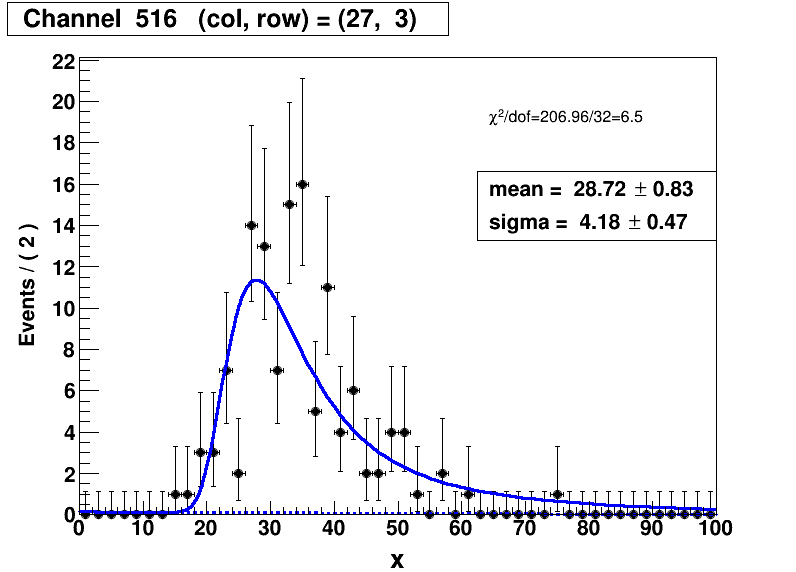 Channel 516 (col, row) = (27, 3)
χ²/dof=206.96/32=6.5
mean = 28.72 ± 0.83
sigma = 4.18 ± 0.47
Events / ( 2 )
22
20
18
16
14
12
10
8
6
4
2
0
0 10 20 30 40 50 60 70 80 90 100
x